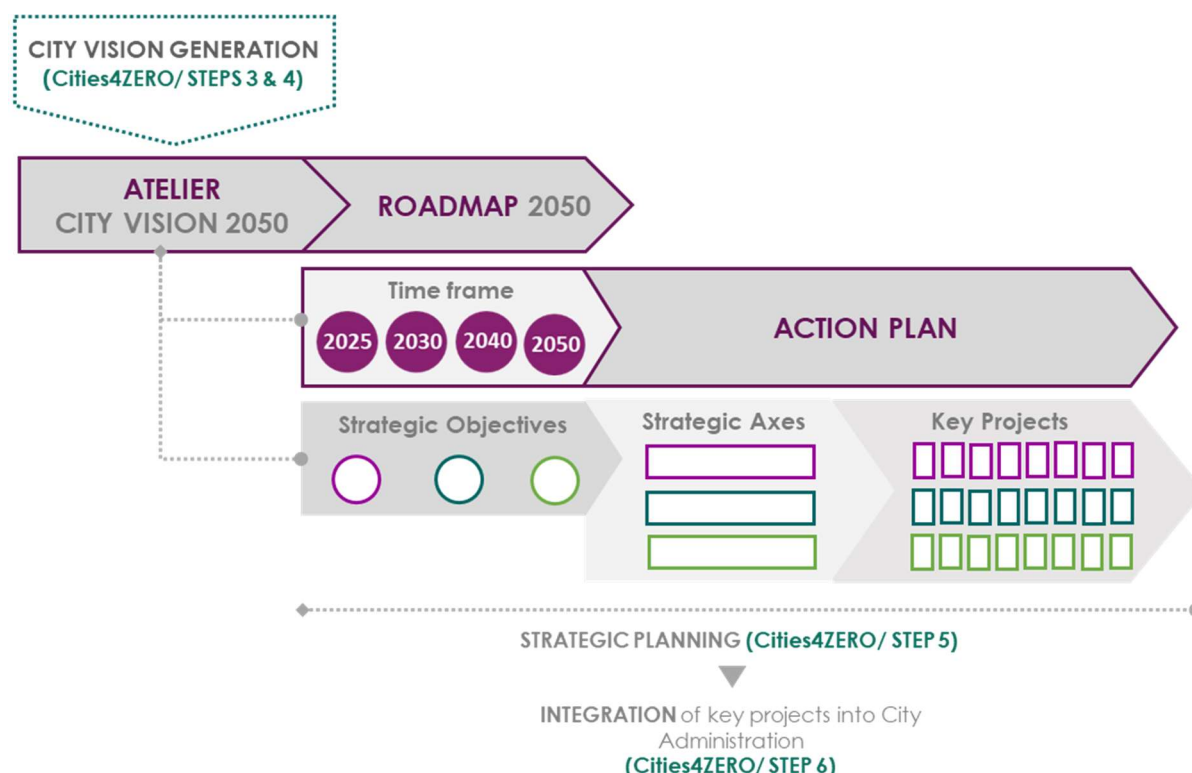 CITY VISION GENERATION
(Cities4ZERO/ STEPS 3 & 4)
ATELIER
CITY VISION 2050
ROADMAP 2050
Time frame
2025 2030 2040 2050
ACTION PLAN
Strategic Objectives
Strategic Axes
Key Projects
STRATEGIC PLANNING (Cities4ZERO/ STEP 5)
INTEGRATION of key projects into City
Administration
(Cities4ZERO/ STEP 6)